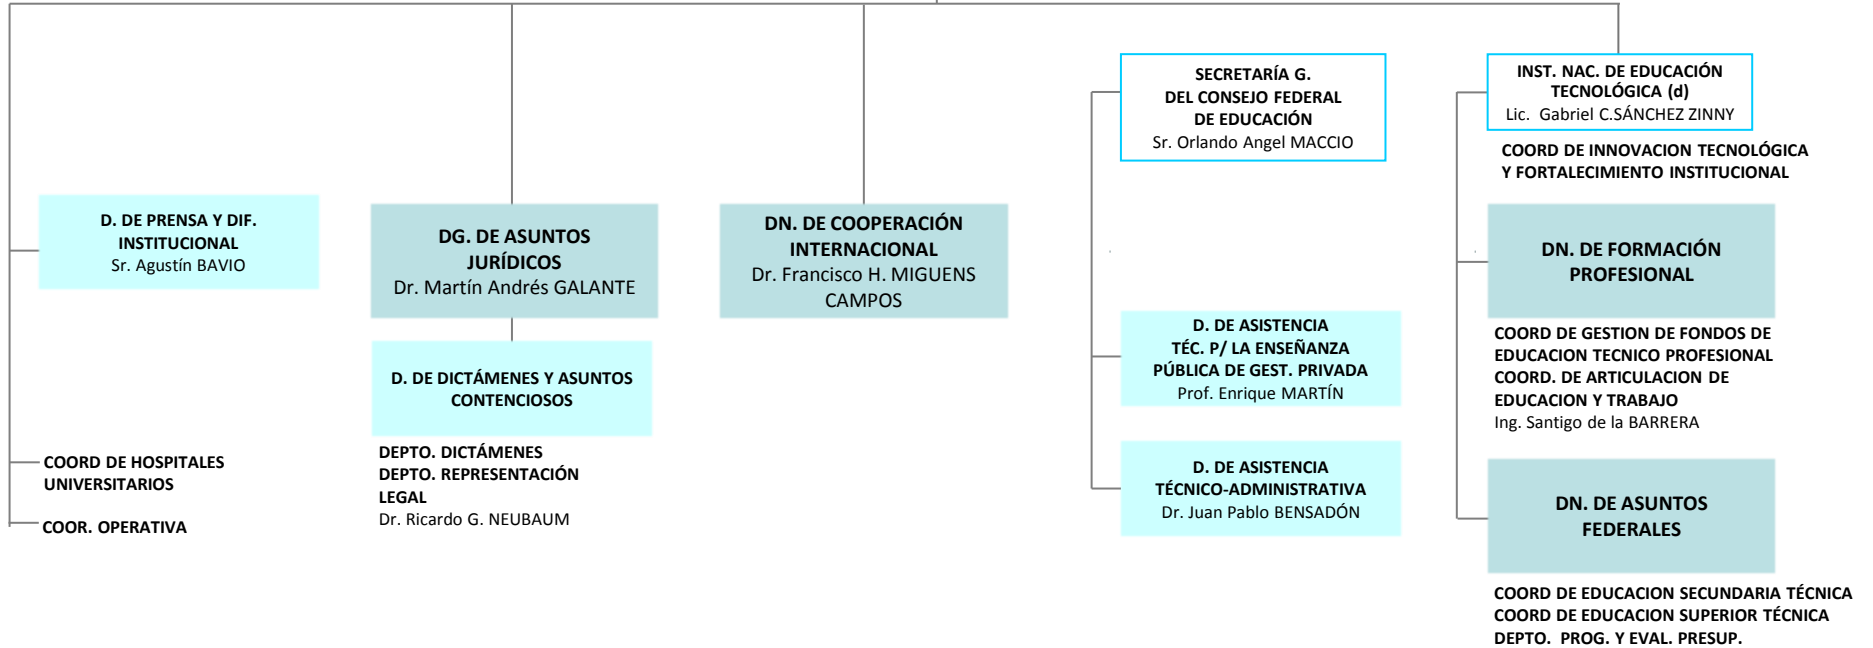 D. DE PRENSA Y DIF.
INSTITUCIONAL
Sr. Agustín BAVIO
COORD DE HOSPITALES
UNIVERSITARIOS
COOR. OPERATIVA
DG. DE ASUNTOS
JURÍDICOS
Dr. Martín Andrés GALANTE
D. DE DICTÁMENES Y ASUNTOS
CONTENCIOSOS
DEPTO. DICTÁMENES
DEPTO. REPRESENTACIÓN
LEGAL
Dr. Ricardo G. NEUBAUM
DN. DE COOPERACIÓN
INTERNACIONAL
Dr. Francisco H. MIGUENS
CAMPOS
SECRETARÍA G.
DEL CONSEJO FEDERAL
DE EDUCACIÓN
Sr. Orlando Angel MACCIO
D. DE ASISTENCIA
TÉC. P/ LA ENSEÑANZA
PÚBLICA DE GEST. PRIVADA
Prof. Enrique MARTÍN
D. DE ASISTENCIA
TÉCNICO-ADMINISTRATIVA
Dr. Juan Pablo BENSADÓN
INST. NAC. DE EDUCACIÓN
TECNOLÓGICA (d)
Lic. Gabriel C.SÁNCHEZ ZINNY
COORD DE INNOVACION TECNOLÓGICA
Y FORTALECIMIENTO INSTITUCIONAL
DN. DE FORMACIÓN
PROFESIONAL
COORD DE GESTION DE FONDOS DE
EDUCACION TECNICO PROFESIONAL
COORD. DE ARTICULACION DE
EDUCACION Y TRABAJO
Ing. Santigo de la BARRERA
DN. DE ASUNTOS
FEDERALES
COORD DE EDUCACION SECUNDARIA TÉCNICA
COORD DE EDUCACION SUPERIOR TÉCNICA
DEPTO. PROG. Y EVAL. PRESUP.